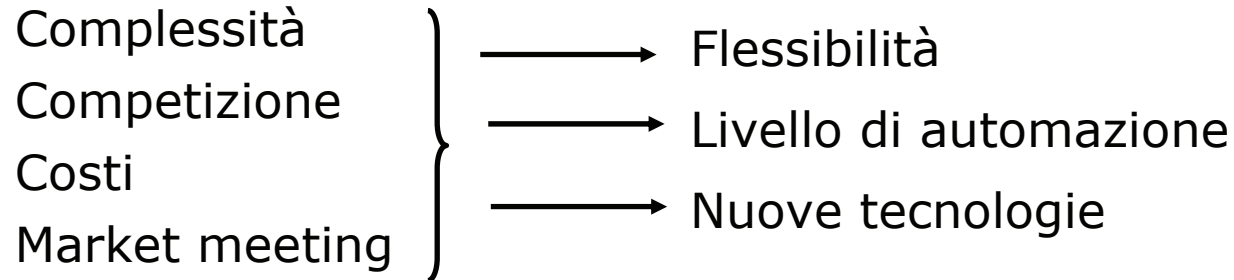 Complessità
Competizione
Costi
Market meeting
Flessibilità
Livello di automazione
Nuove tecnologie